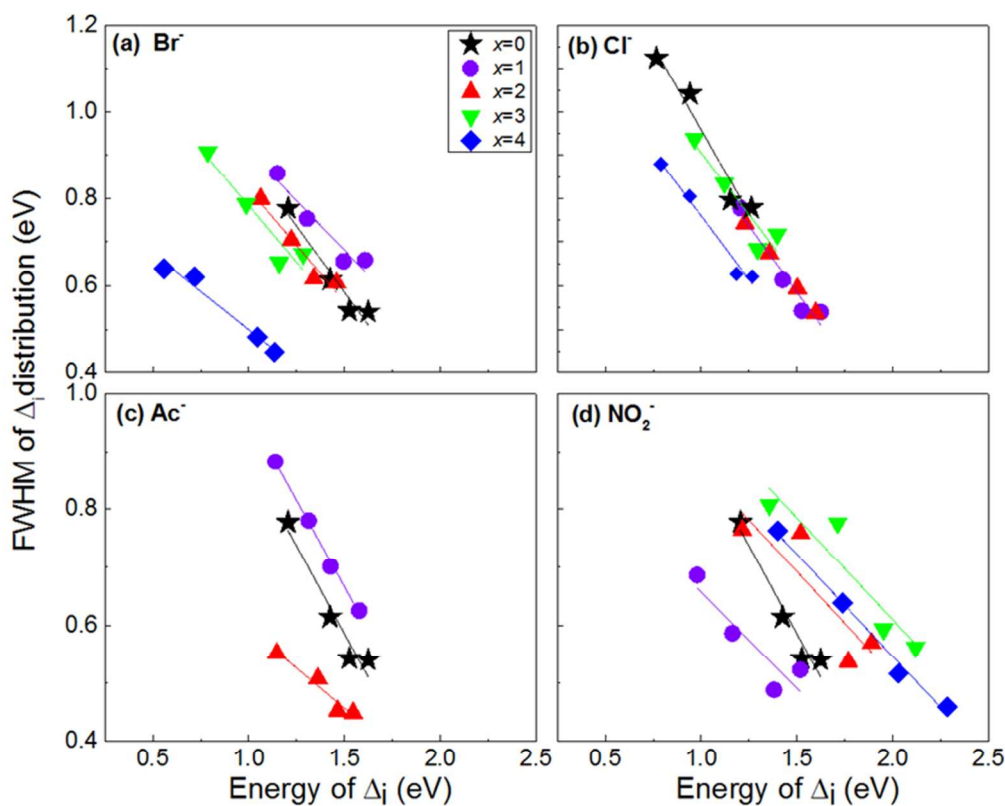 FWHM of Δi distribution (eV)
1.2
1.0
0.8
0.6
0.4
(a) Br-
x=0
x=1
x=2
x=3
x=4
(b) Cl-
1.0
0.8
0.6
0.4
(c) Ac-
(d) NO2-
0.5 1.0 1.5 2.0 2.5
0.5 1.0 1.5 2.0 2.5
Energy of Δi (eV)
Energy of Δi (eV)